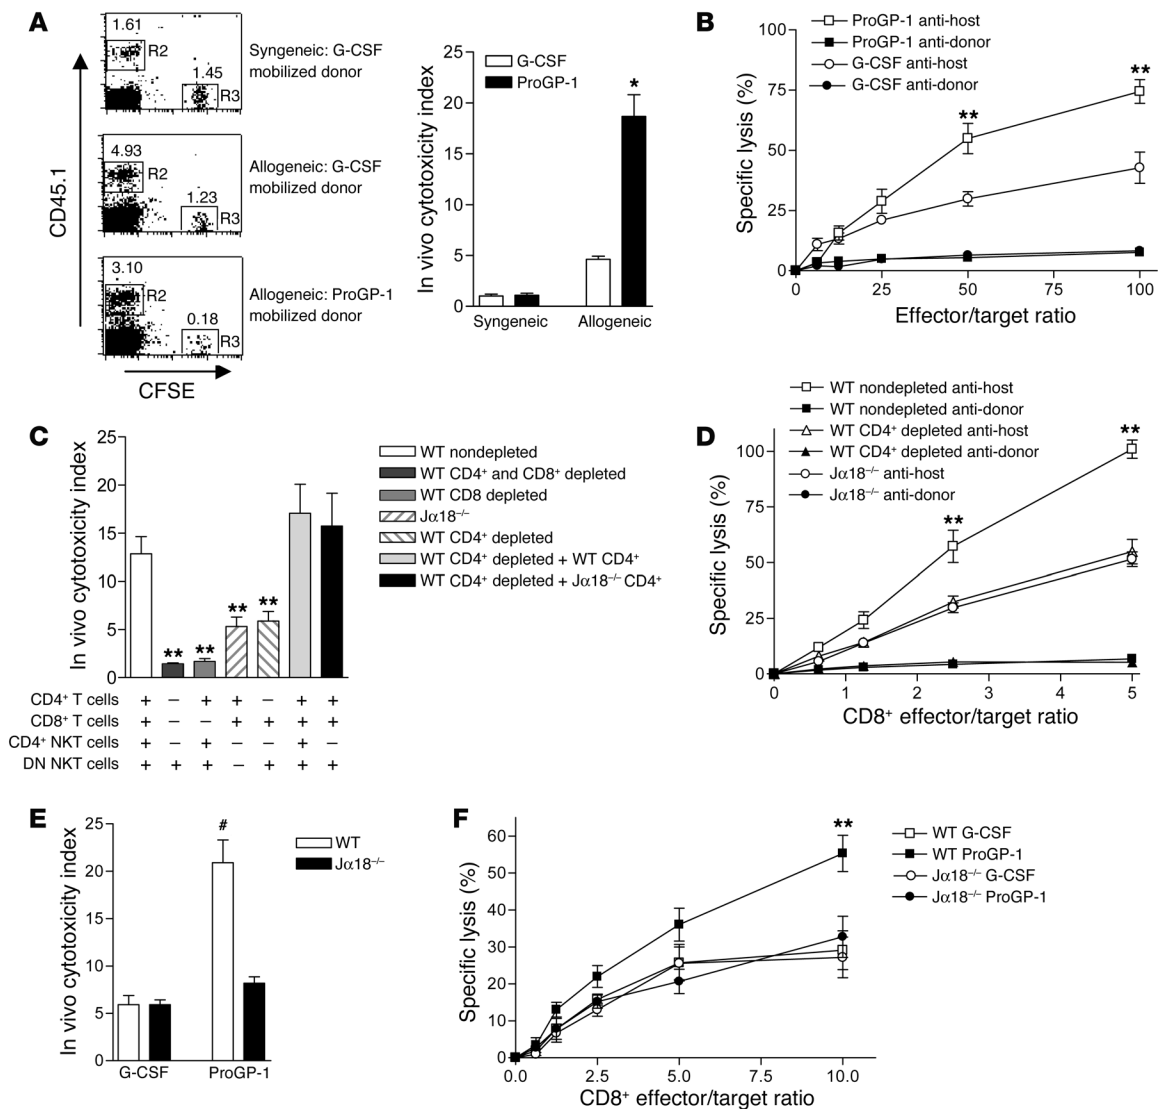 A
1.61
R2
1.45
R3
Syngeneic: G-CSF
mobilized donor
4.93
R2
1.23
R3
Allogeneic: G-CSF
mobilized donor
3.10
R2
0.18
R3
Allogeneic: ProGP-1
mobilized donor
CD45.1
CFSE
In vivo cytotoxicity index
25
20
15
10
5
0
G-CSF
ProGP-1
*
Syngeneic Allogeneic
B
ProGP-1 anti-host
ProGP-1 anti-donor
G-CSF anti-host
G-CSF anti-donor
Specific lysis (%)
100
75
50
25
0
** **
0 25 50 75 100
Effector/target ratio
C
In vivo cytotoxicity index
25
20
15
10
5
0
** ** ** **
WT nondepleted
WT CD4⁺ and CD8⁺ depleted
WT CD8 depleted
Jα18⁻/⁻
WT CD4⁺ depleted
WT CD4⁺ depleted + WT CD4⁺
WT CD4⁺ depleted + Jα18⁻/⁻ CD4⁺
CD4⁺ T cells + – + + – + +
CD8⁺ T cells + – – + + + +
CD4⁺ NKT cells + – + – – + –
DN NKT cells + + + – + + +
D
WT nondepleted anti-host
WT nondepleted anti-donor
WT CD4⁺ depleted anti-host
WT CD4⁺ depleted anti-donor
Jα18⁻/⁻ anti-host
Jα18⁻/⁻ anti-donor
Specific lysis (%)
100
75
50
25
0
** **
0 1 2 3 4 5
CD8⁺ effector/target ratio
E
In vivo cytotoxicity index
25
20
15
10
5
0
#
WT
Jα18⁻/⁻
G-CSF ProGP-1
F
Specific lysis (%)
60
50
40
30
20
10
0
**
WT G-CSF
WT ProGP-1
Jα18⁻/⁻ G-CSF
Jα18⁻/⁻ ProGP-1
0.0 2.5 5.0 7.5 10.0
CD8⁺ effector/target ratio